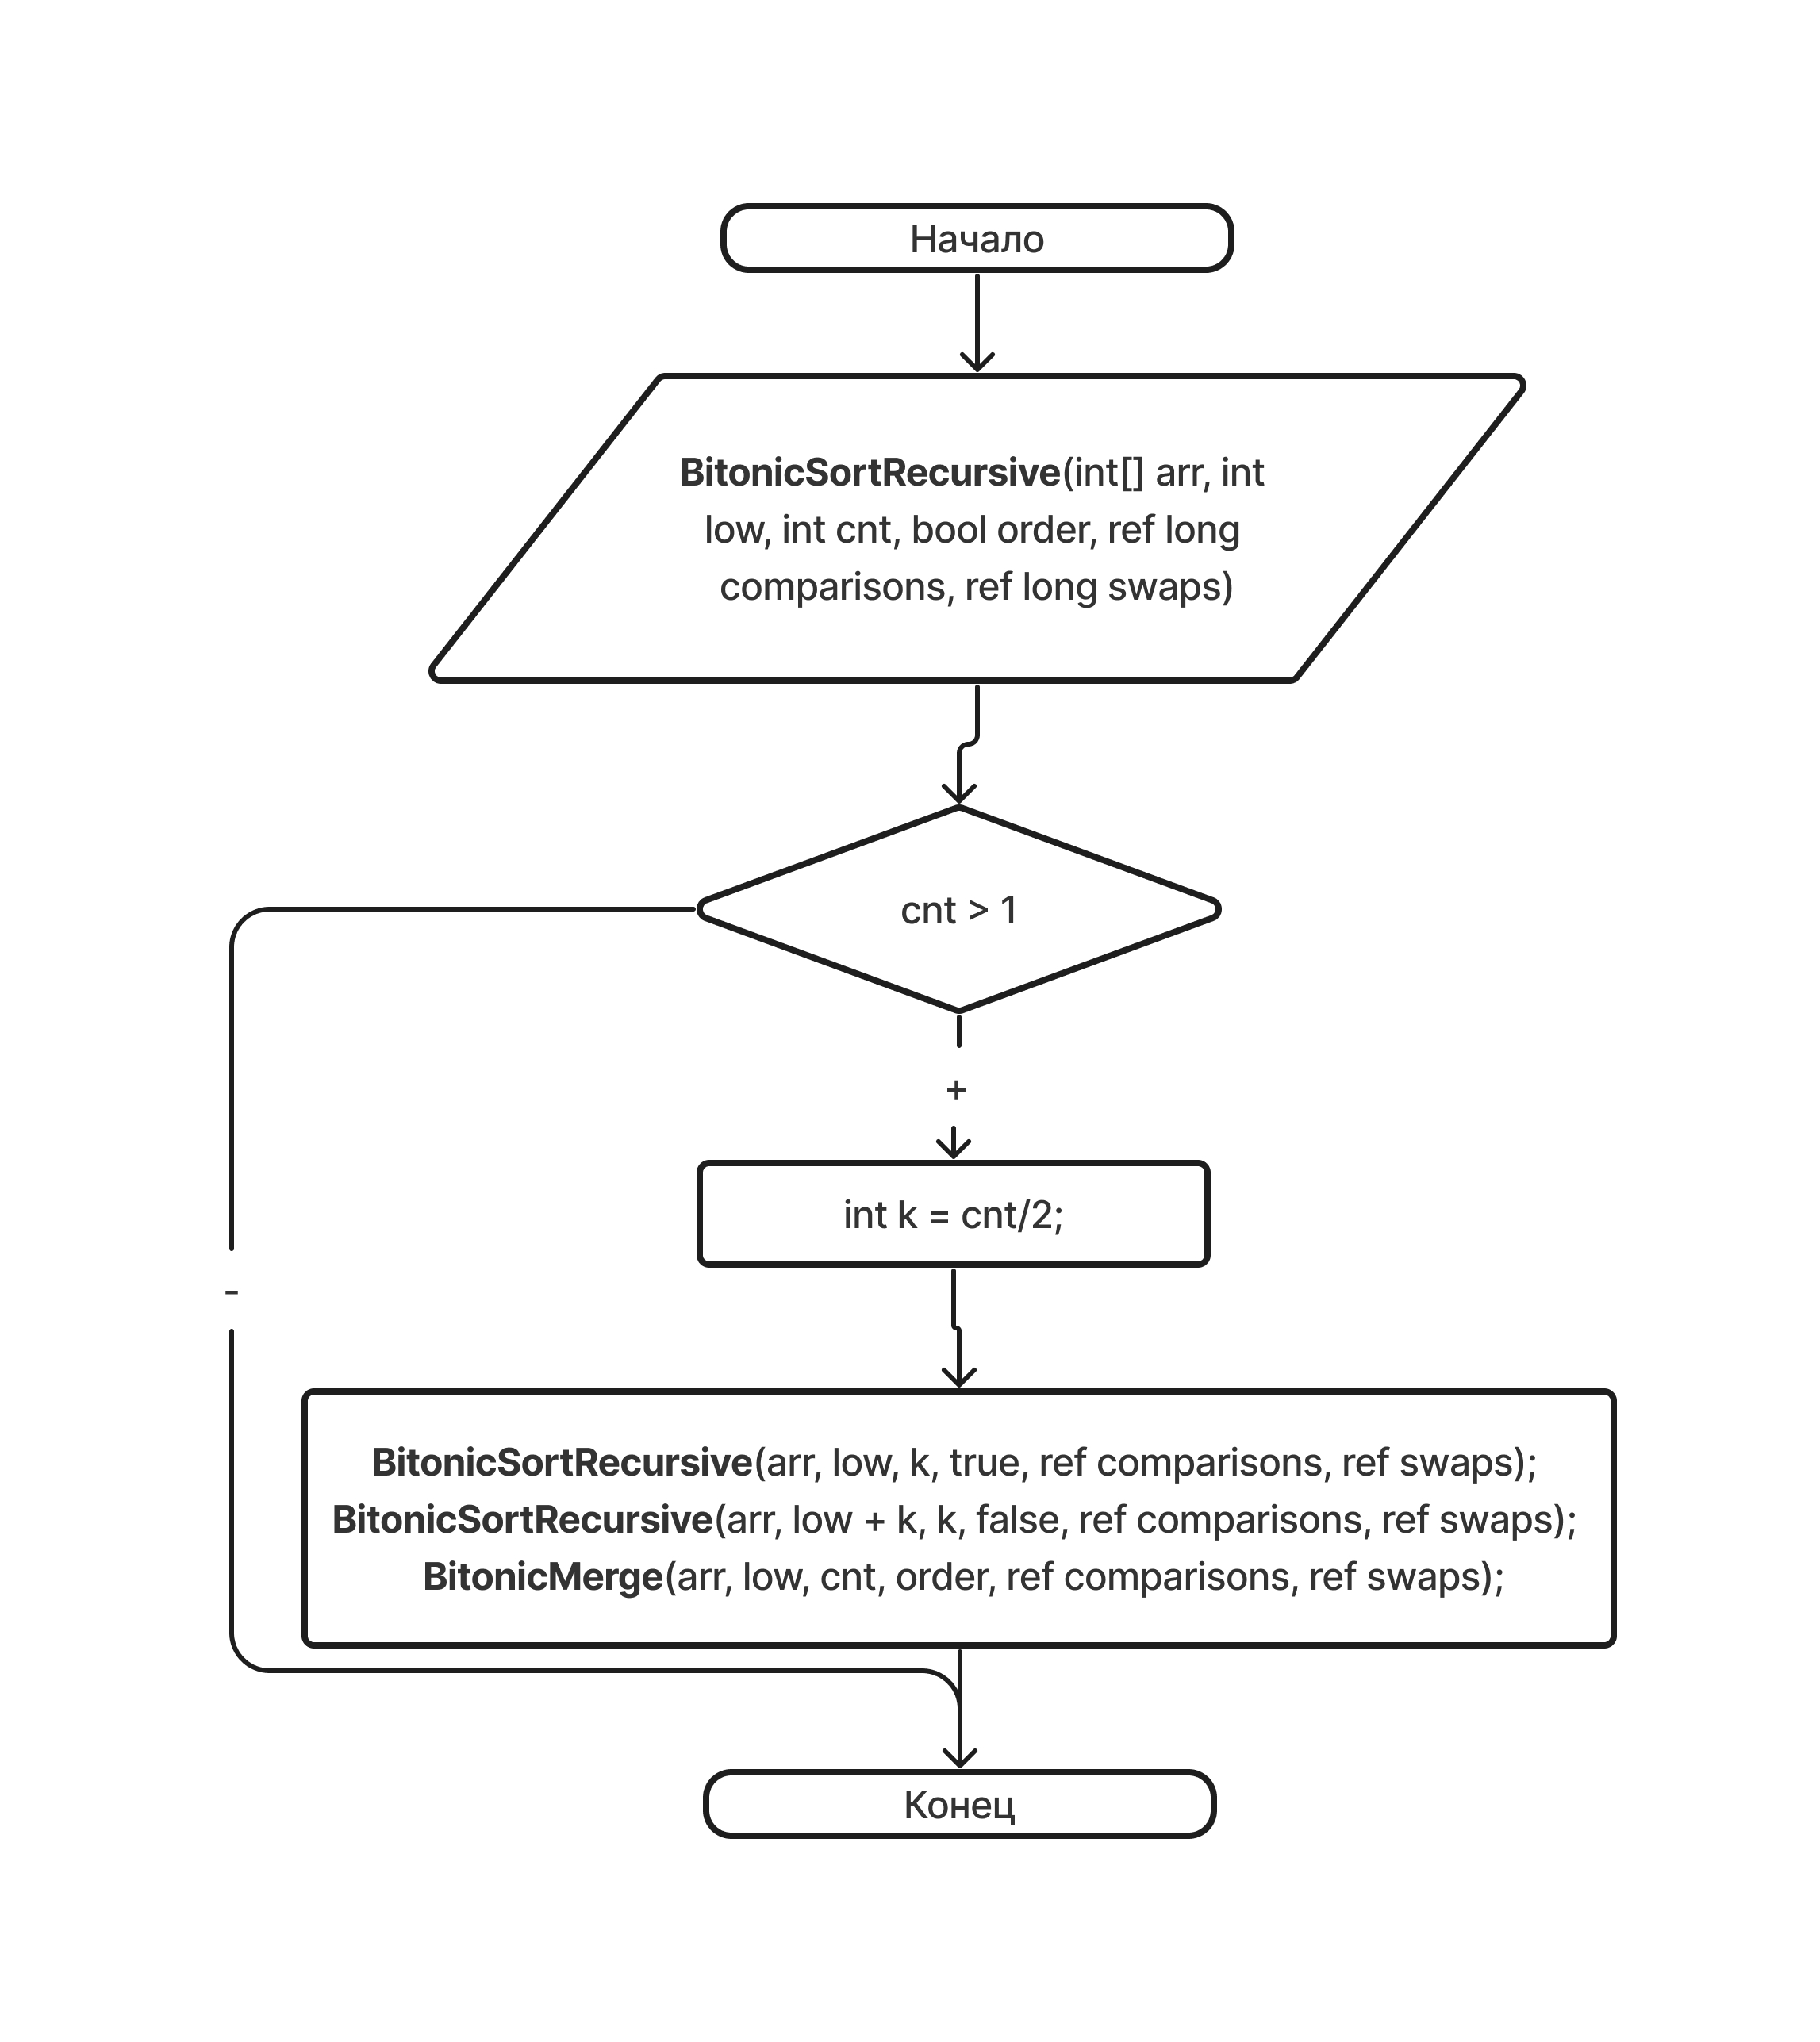 Начало
BitonicSortRecursive(int[] arr, int
low, int cnt, bool order, ref long
comparisons, ref long swaps)
cnt > 1
+
int k = cnt/2;
-
BitonicSortRecursive(arr, low, k, true, ref comparisons, ref swaps);
BitonicSortRecursive(arr, low + k, k, false, ref comparisons, ref swaps);
BitonicMerge(arr, low, cnt, order, ref comparisons, ref swaps);
Конец